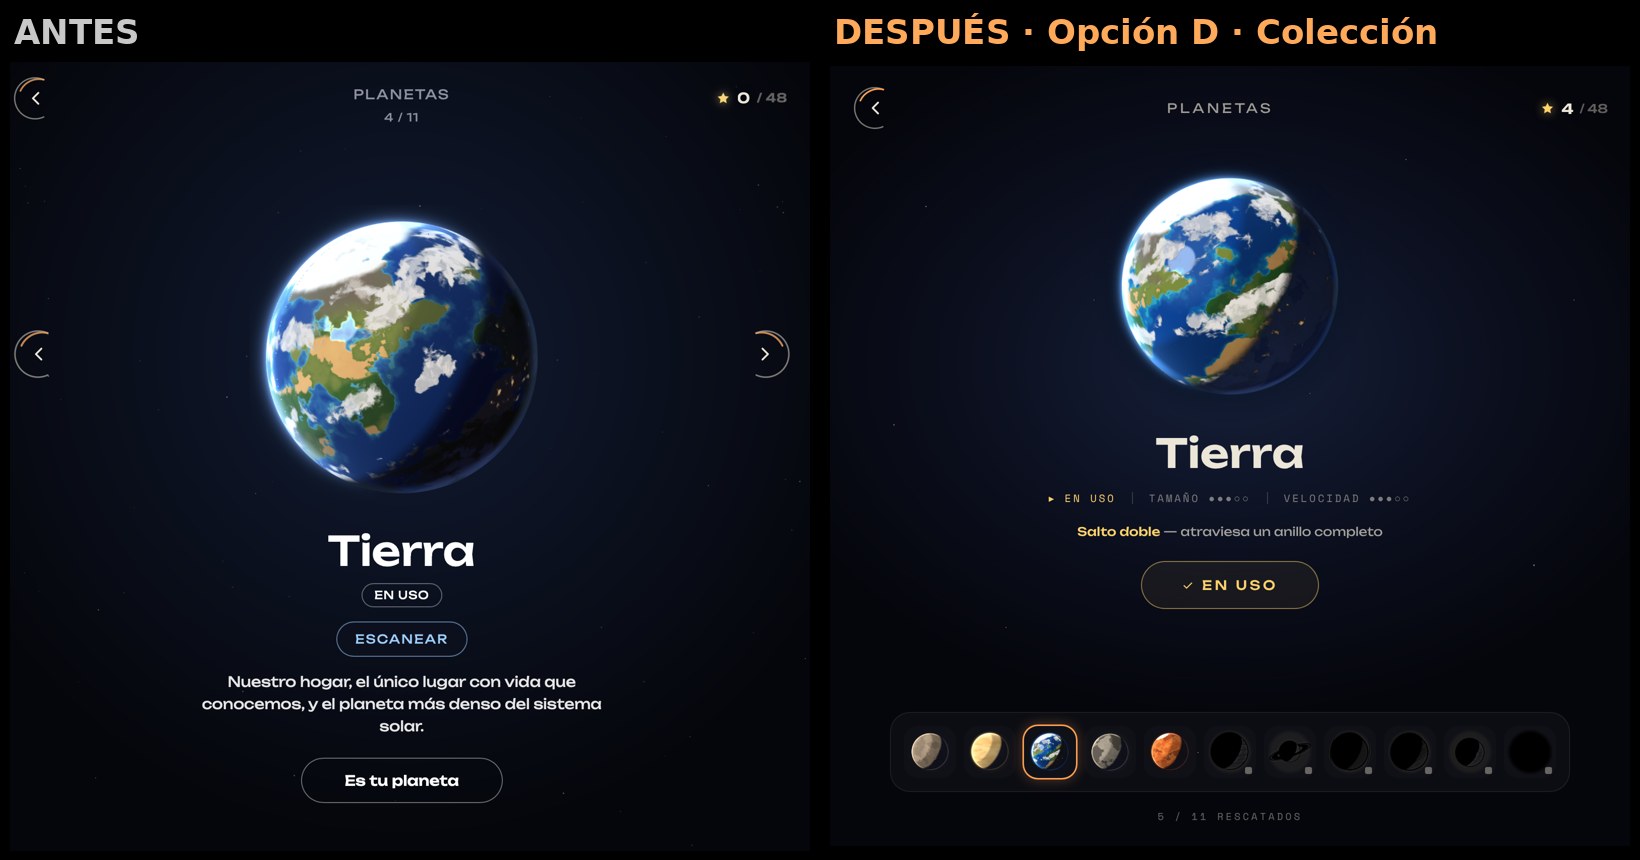 ANTES
PLANETAS
4 / 11
★ 0 / 48
Tierra
EN USO
ESCANEAR
Nuestro hogar, el único lugar con vida que
conocemos, y el planeta más denso del sistema
solar.
Es tu planeta
DESPUÉS · Opción D · Colección
PLANETAS
★ 4 / 48
Tierra
▸ EN USO | TAMAÑO ●●●○○ | VELOCIDAD ●●●○○
Salto doble — atraviesa un anillo completo
✓ EN USO
5 / 11 RESCATADOS